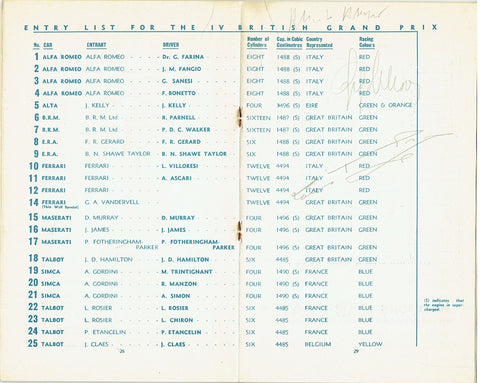 ENTRY LIST FOR THE IV BRITISH GRAND PRIX
No. CAR ENTRANT DRIVER Number of Cylinders Cap. in Cubic Centimetres Country Represented Racing Colours
1 ALFA ROMEO ALFA ROMEO Dr. G. FARINA EIGHT 1488 (S) ITALY RED
2 ALFA ROMEO ALFA ROMEO J. M. FANGIO EIGHT 1488 (S) ITALY RED
3 ALFA ROMEO ALFA ROMEO G. SANESI EIGHT 1488 (S) ITALY RED
4 ALFA ROMEO ALFA ROMEO F. BONETTO EIGHT 1488 (S) ITALY RED
5 ALTA J. KELLY J. KELLY FOUR 1496 (S) EIRE GREEN & ORANGE
6 B.R.M. B. R. M. Ltd. R. PARNELL SIXTEEN 1487 (S) GREAT BRITAIN GREEN
7 B.R.M. B. R. M. Ltd. P. D. C. WALKER SIXTEEN 1487 (S) GREAT BRITAIN GREEN
8 E.R.A. F. R. GERARD F. R. GERARD SIX 1488 (S) GREAT BRITAIN GREEN
9 E.R.A. B. N. SHAWE TAYLOR B. N. SHAWE TAYLOR SIX 1488 (S) GREAT BRITAIN GREEN
10 FERRARI FERRARI L. VILLORESI TWELVE 4494 ITALY RED
11 FERRARI FERRARI A. ASCARI TWELVE 4494 ITALY RED
12 FERRARI FERRARI TWELVE 4494 ITALY RED
14 FERRARI G. A. VANDERVELL TWELVE 4494 GREAT BRITAIN GREEN
(Thin Wall Special)
15 MASERATI D. MURRAY D. MURRAY FOUR 1496 (S) GREAT BRITAIN GREEN
16 MASERATI J. JAMES J. JAMES FOUR 1496 (S) GREAT BRITAIN GREEN
17 MASERATI P. FOTHERINGHAM-PARKER P. FOTHERINGHAM-PARKER FOUR 1496 (S) GREAT BRITAIN GREEN
18 TALBOT J. D. HAMILTON J. D. HAMILTON SIX 4485 GREAT BRITAIN GREEN
19 SIMCA A. GORDINI M. TRINTIGNANT FOUR 1490 (S) FRANCE BLUE
20 SIMCA A. GORDINI R. MANZON FOUR 1490 (S) FRANCE BLUE
21 SIMCA A. GORDINI A. SIMON FOUR 1490 (S) FRANCE BLUE
22 TALBOT L. ROSIER L. ROSIER SIX 4485 FRANCE BLUE
23 TALBOT L. ROSIER L. CHIRON SIX 4485 FRANCE BLUE
24 TALBOT P. ETANCELIN P. ETANCELIN SIX 4485 FRANCE BLUE
25 TALBOT J. CLAES J. CLAES SIX 4485 BELGIUM YELLOW
(S) indicates that
the engine is super-
charged.
29